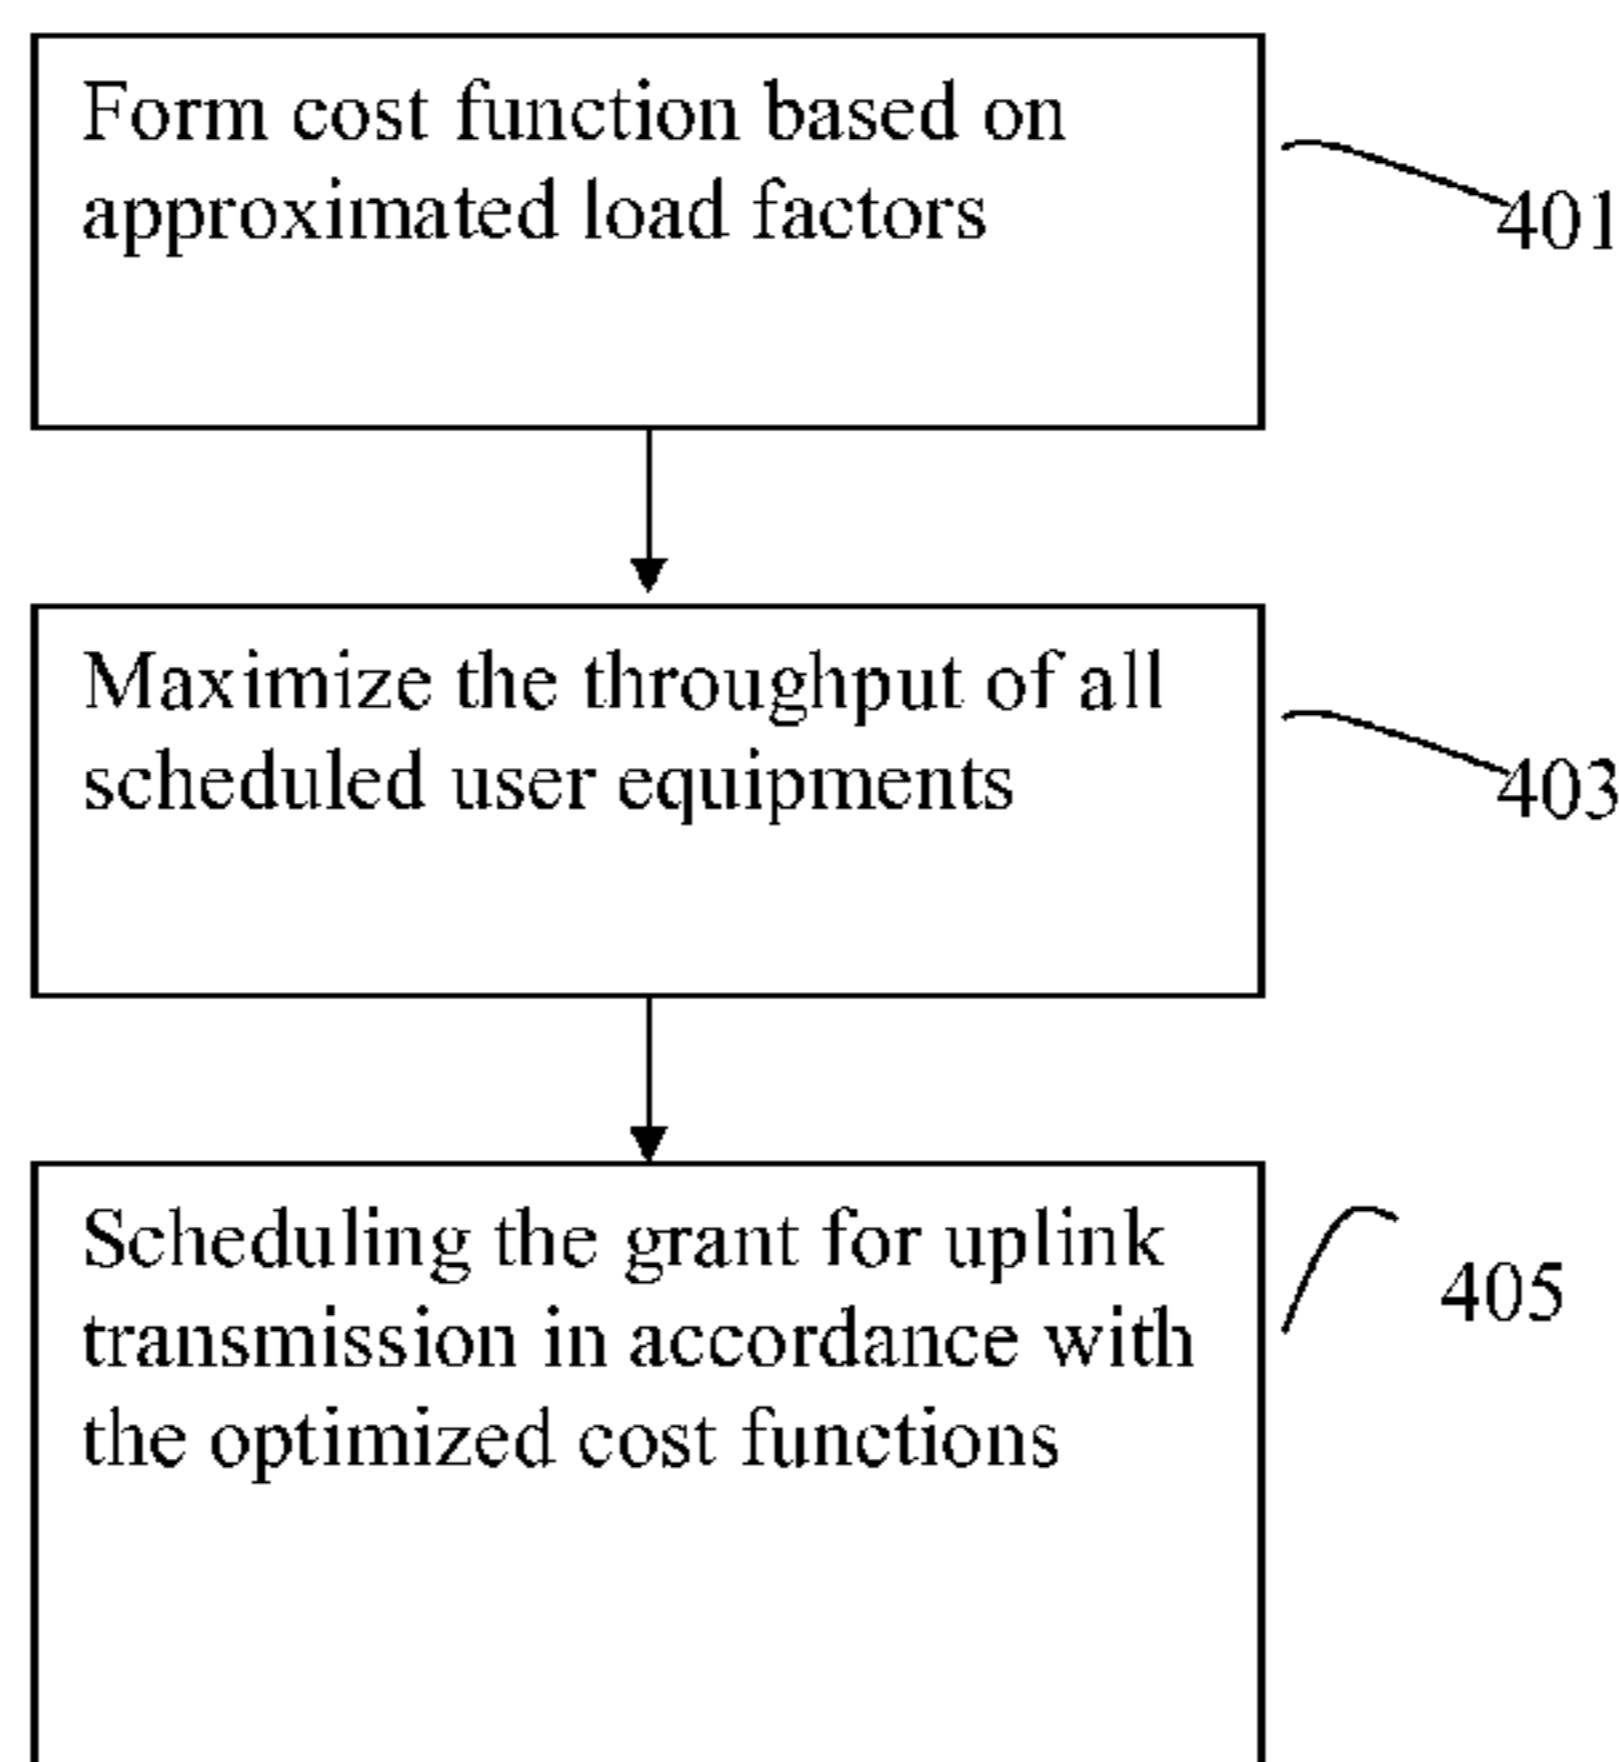 Form cost function based on
approximated load factors
401
Maximize the throughput of all
scheduled user equipments
403
Scheduling the grant for uplink
transmission in accordance with
the optimized cost functions
405